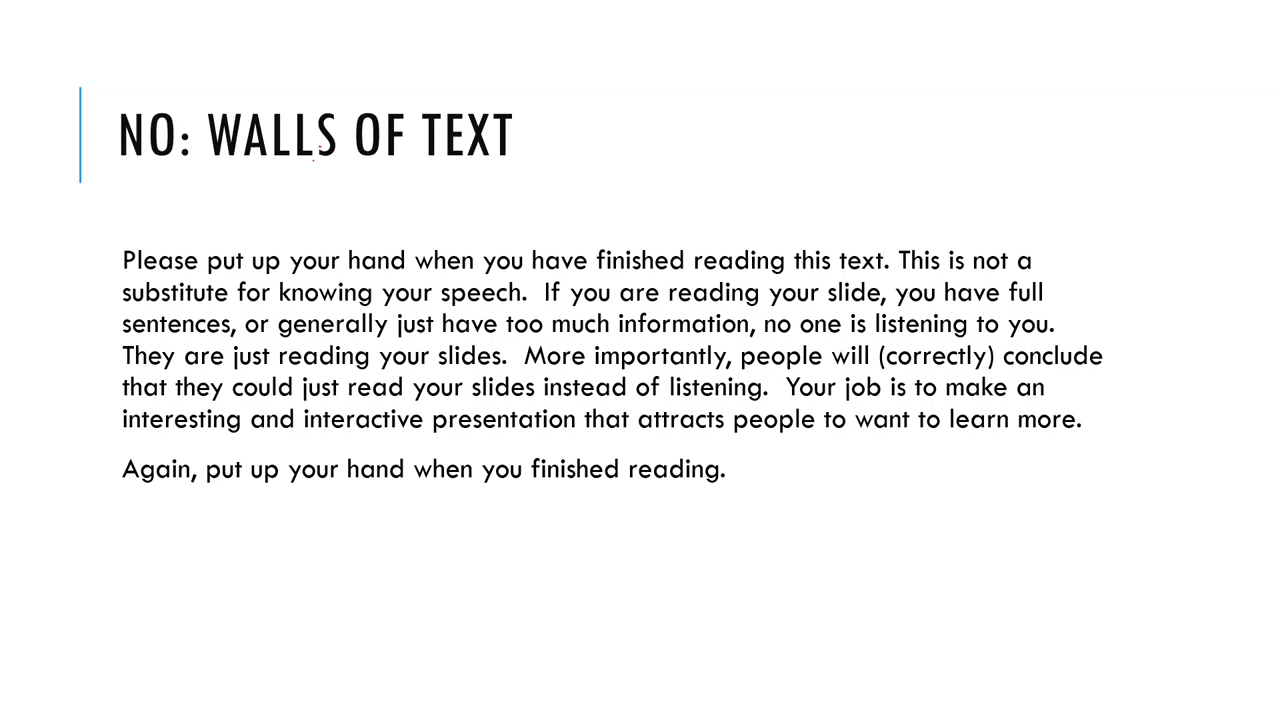 NO: WALLS OF TEXT
Please put up your hand when you have finished reading this text. This is not a
substitute for knowing your speech.  If you are reading your slide, you have full
sentences, or generally just have too much information, no one is listening to you.
They are just reading your slides.  More importantly, people will (correctly) conclude
that they could just read your slides instead of listening.  Your job is to make an
interesting and interactive presentation that attracts people to want to learn more.
Again, put up your hand when you finished reading.